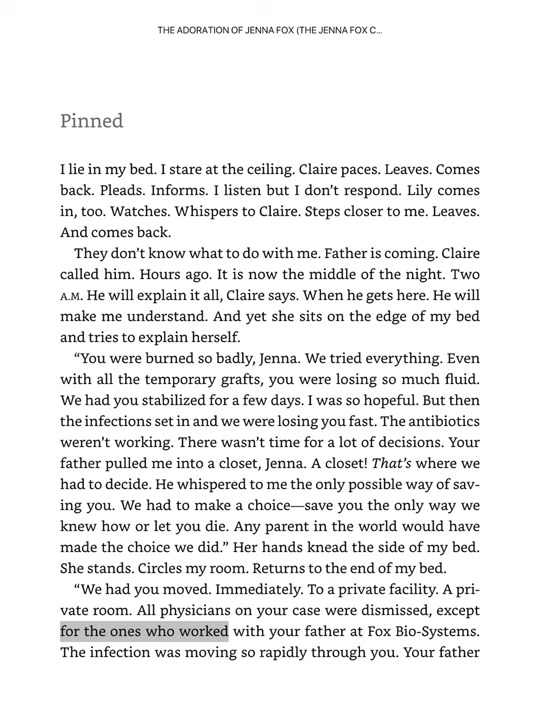 THE ADORATION OF JENNA FOX (THE JENNA FOX C...
Pinned
I lie in my bed. I stare at the ceiling. Claire paces. Leaves. Comes
back. Pleads. Informs. I listen but I don’t respond. Lily comes
in, too. Watches. Whispers to Claire. Steps closer to me. Leaves.
And comes back.
They don’t know what to do with me. Father is coming. Claire
called him. Hours ago. It is now the middle of the night. Two
A.M. He will explain it all, Claire says. When he gets here. He will
make me understand. And yet she sits on the edge of my bed
and tries to explain herself.
“You were burned so badly, Jenna. We tried everything. Even
with all the temporary grafts, you were losing so much fluid.
We had you stabilized for a few days. I was so hopeful. But then
the infections set in and we were losing you fast. The antibiotics
weren’t working. There wasn’t time for a lot of decisions. Your
father pulled me into a closet, Jenna. A closet! That’s where we
had to decide. He whispered to me the only possible way of sav-
ing you. We had to make a choice—save you the only way we
knew how or let you die. Any parent in the world would have
made the choice we did.” Her hands knead the side of my bed.
She stands. Circles my room. Returns to the end of my bed.
“We had you moved. Immediately. To a private facility. A pri-
vate room. All physicians on your case were dismissed, except
for the ones who worked with your father at Fox Bio-Systems.
The infection was moving so rapidly through you. Your father